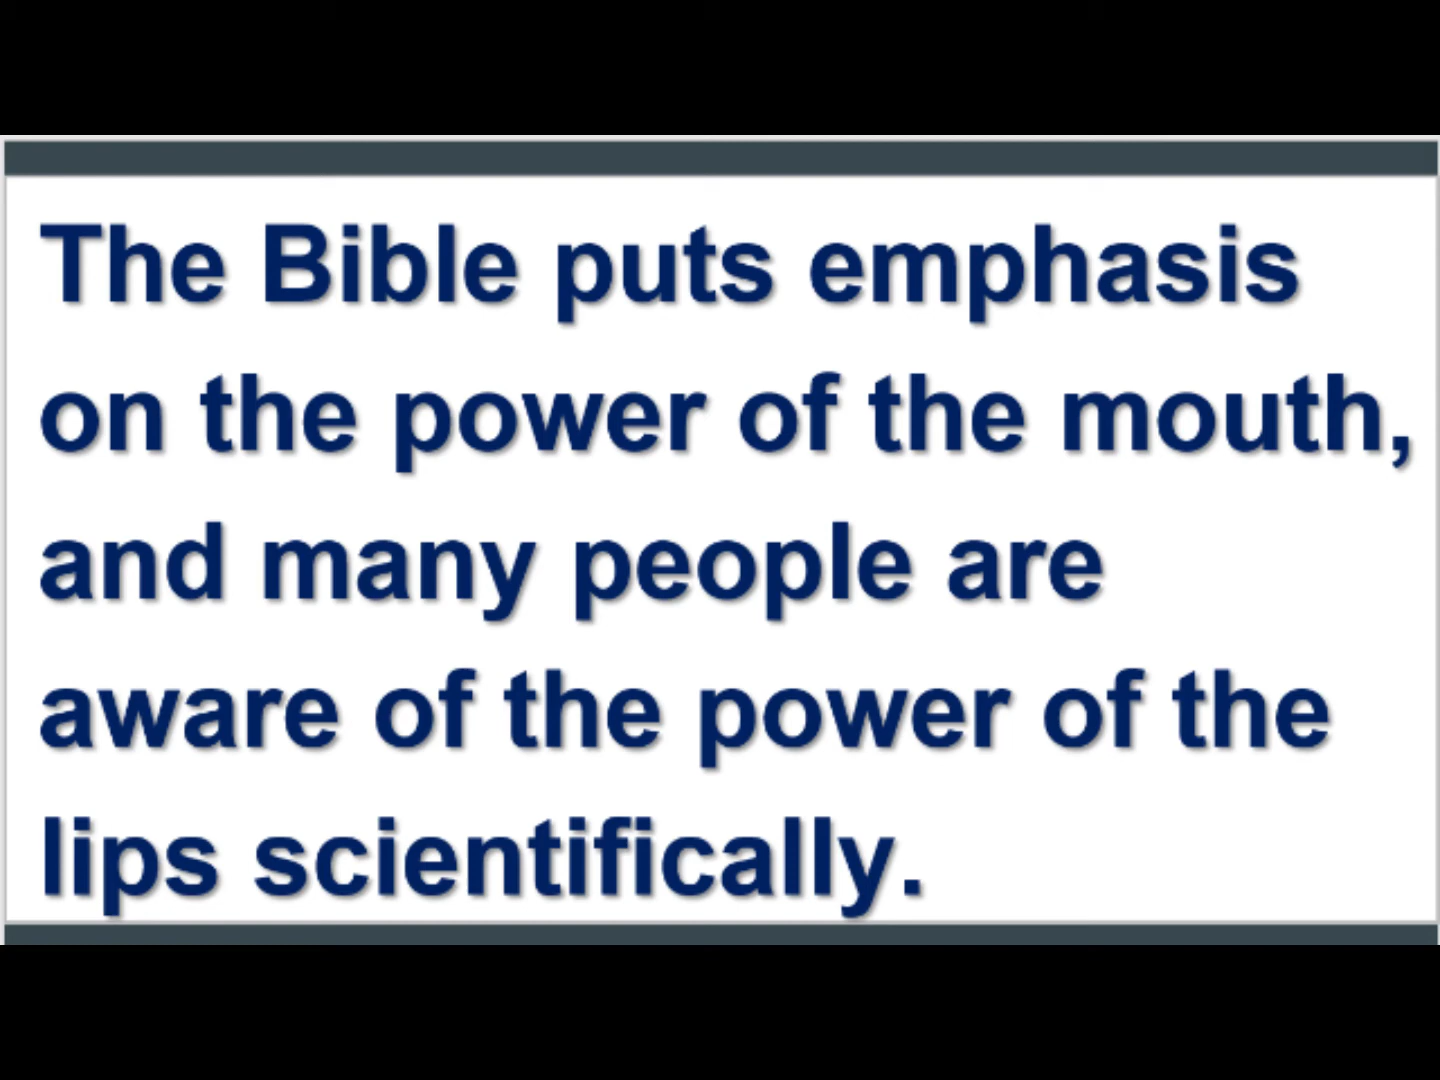 The Bible puts emphasis
on the power of the mouth,
and many people are
aware of the power of the
lips scientifically.